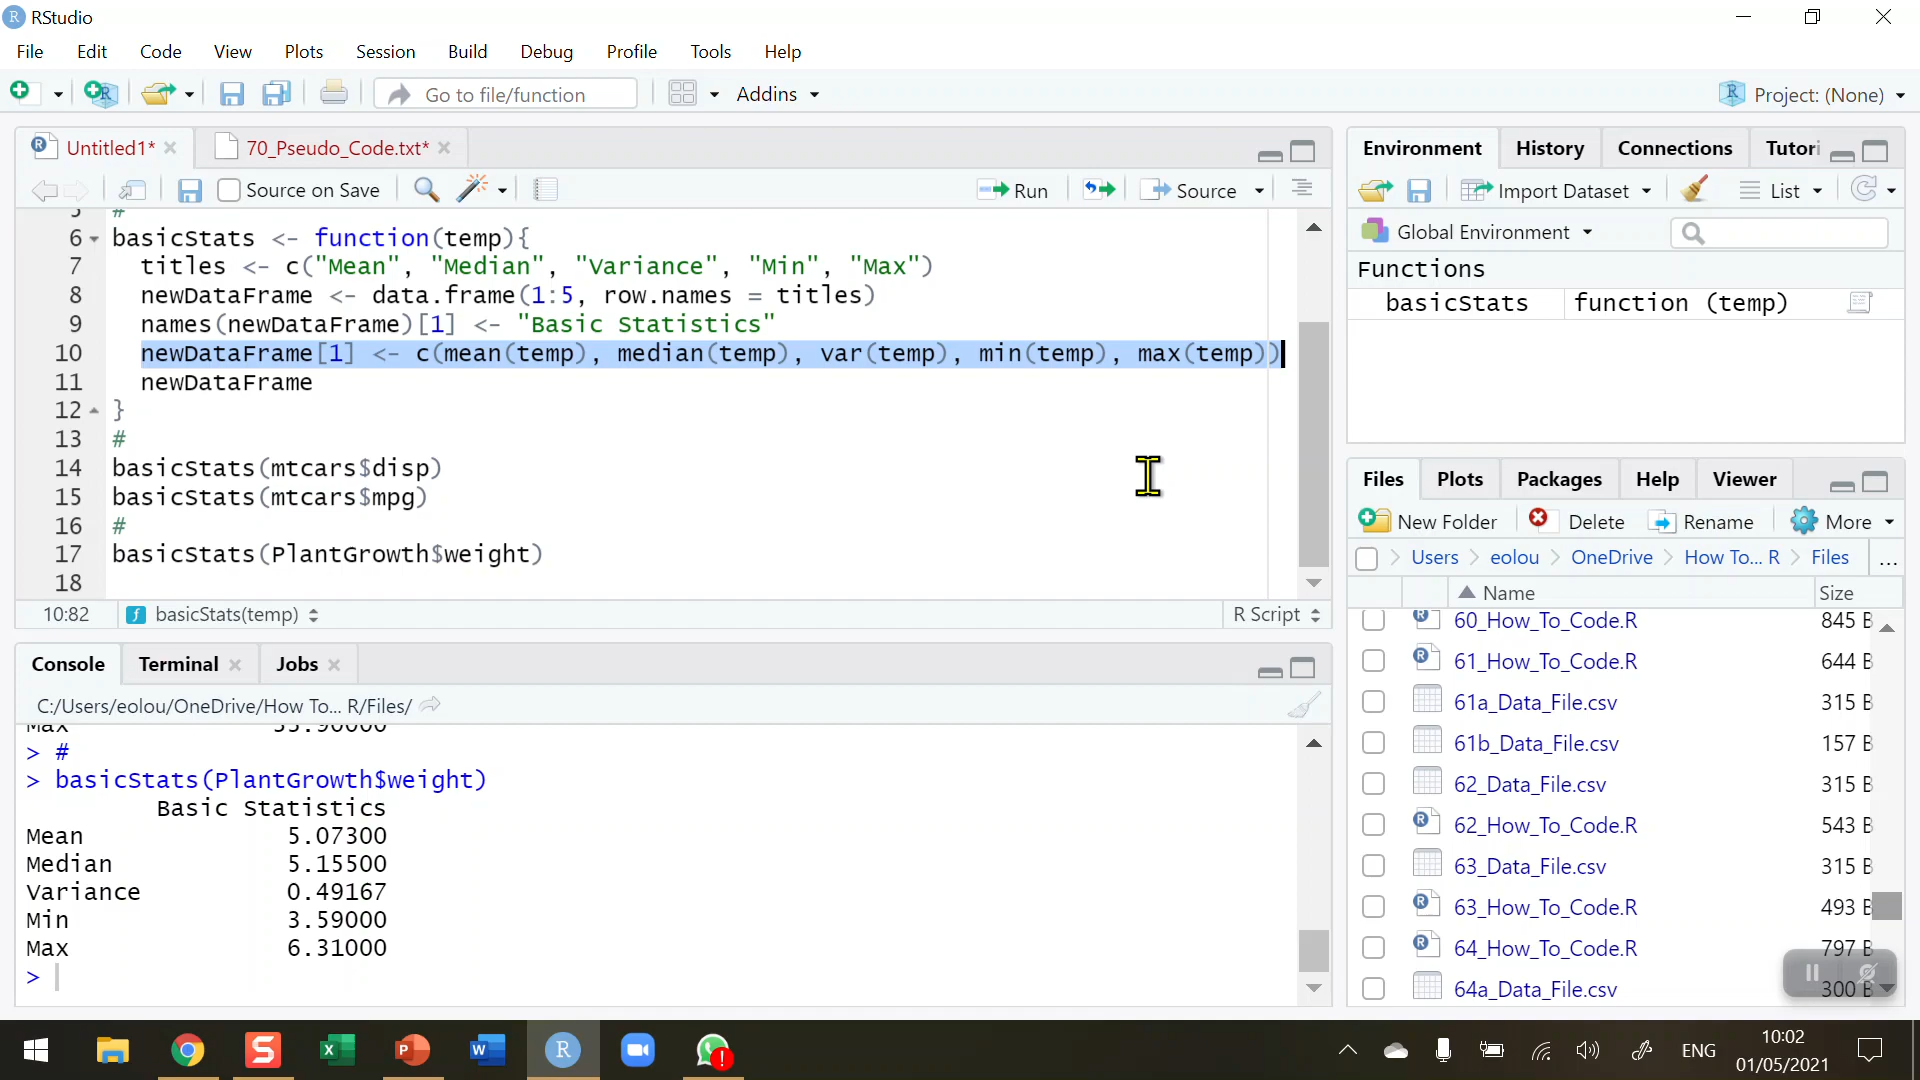 RStudio
File Edit Code View Plots Session Build Debug Profile Tools Help
Go to file/function Addins Project: (None)
Untitled1* 70_Pseudo_Code.txt*
Source on Save Run Source
5 #
6 basicStats <- function(temp){
7 titles <- c("Mean", "Median", "Variance", "Min", "Max")
8 newDataFrame <- data.frame(1:5, row.names = titles)
9 names(newDataFrame)[1] <- "Basic Statistics"
10 newDataFrame[1] <- c(mean(temp), median(temp), var(temp), min(temp), max(temp))
11 newDataFrame
12 }
13 #
14 basicStats(mtcars$disp)
15 basicStats(mtcars$mpg)
16 #
17 basicStats(PlantGrowth$weight)
18
10:82 basicStats(temp) R Script
Console Terminal Jobs
C:/Users/eolou/OneDrive/How To... R/Files/
Max 33.90000
> #
> basicStats(PlantGrowth$weight)
Basic Statistics
Mean 5.07300
Median 5.15500
Variance 0.49167
Min 3.59000
Max 6.31000
>
Environment History Connections Tutori
Import Dataset List
Global Environment
Functions
basicStats function (temp)
Files Plots Packages Help Viewer
New Folder Delete Rename More
Users eolou OneDrive How To... R Files ...
Name Size
60_How_To_Code.R 845 B
61_How_To_Code.R 644 B
61a_Data_File.csv 315 B
61b_Data_File.csv 157 B
62_Data_File.csv 315 B
62_How_To_Code.R 543 B
63_Data_File.csv 315 B
63_How_To_Code.R 493 B
64_How_To_Code.R 797 B
64a_Data_File.csv 300 B
ENG 10:02
01/05/2021